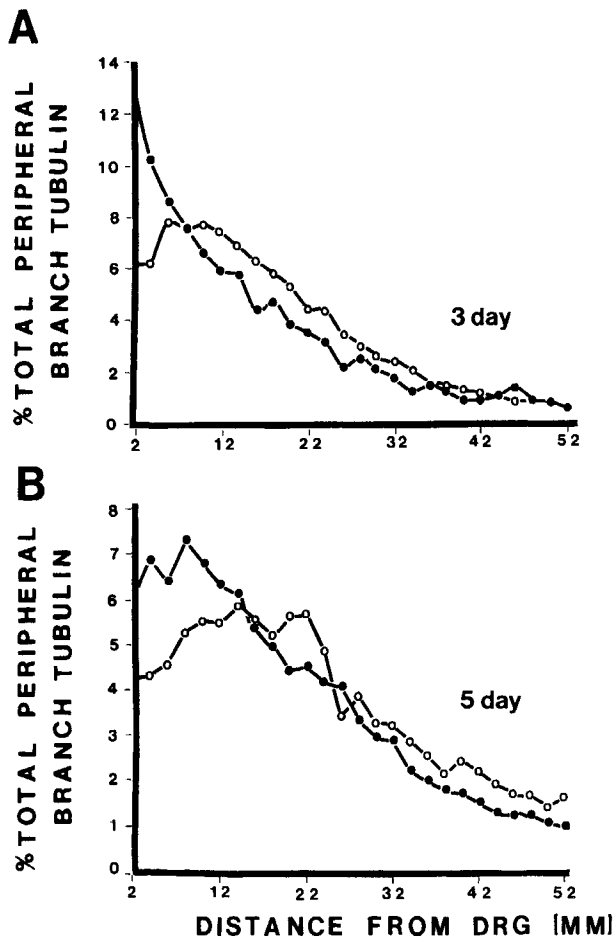 A
% TOTAL PERIPHERAL
BRANCH TUBULIN
14
12
10
8
6
4
2
0
3 day
2 12 22 32 42 52
B
% TOTAL PERIPHERAL
BRANCH TUBULIN
8
7
6
5
4
3
2
1
0
5 day
2 12 22 32 42 52
DISTANCE FROM DRG [MM]